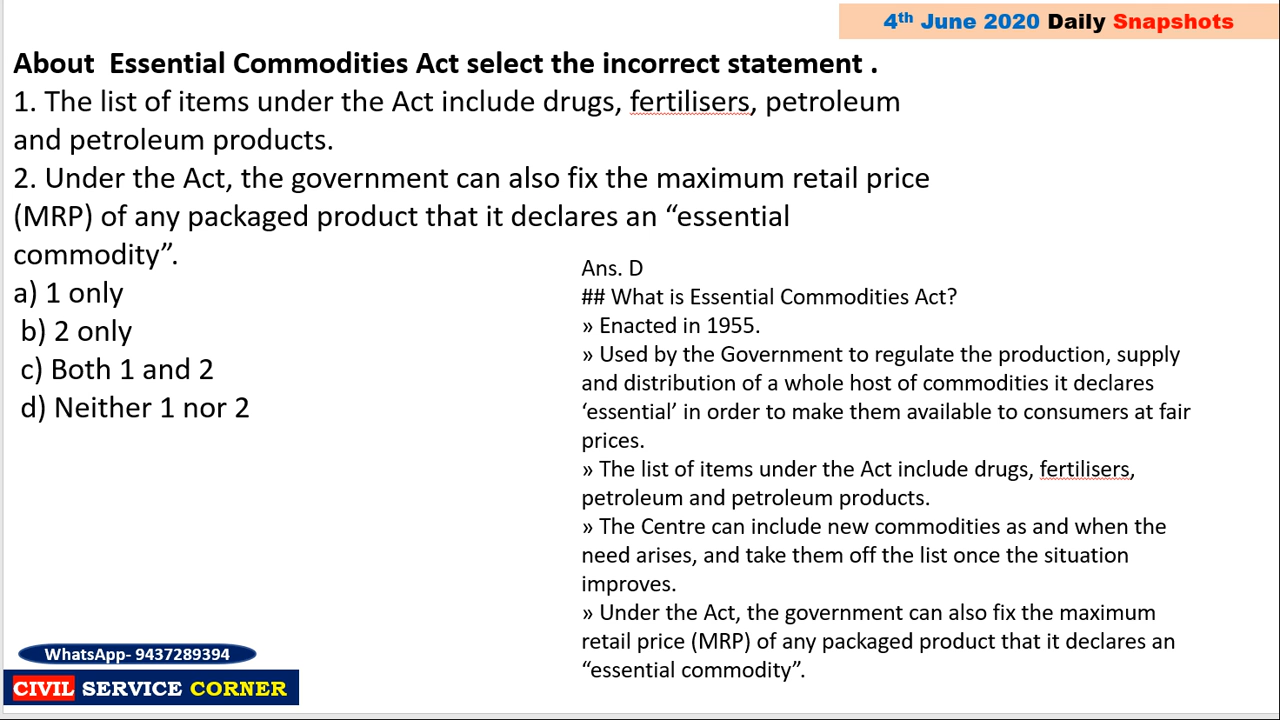 4th June 2020 Daily Snapshots
About Essential Commodities Act select the incorrect statement .
1. The list of items under the Act include drugs, fertilisers, petroleum
and petroleum products.
2. Under the Act, the government can also fix the maximum retail price
(MRP) of any packaged product that it declares an “essential
commodity”.
a) 1 only
b) 2 only
c) Both 1 and 2
d) Neither 1 nor 2
Ans. D
## What is Essential Commodities Act?
» Enacted in 1955.
» Used by the Government to regulate the production, supply
and distribution of a whole host of commodities it declares
‘essential’ in order to make them available to consumers at fair
prices.
» The list of items under the Act include drugs, fertilisers,
petroleum and petroleum products.
» The Centre can include new commodities as and when the
need arises, and take them off the list once the situation
improves.
» Under the Act, the government can also fix the maximum
retail price (MRP) of any packaged product that it declares an
“essential commodity”.
WhatsApp- 9437289394
CIVIL SERVICE CORNER